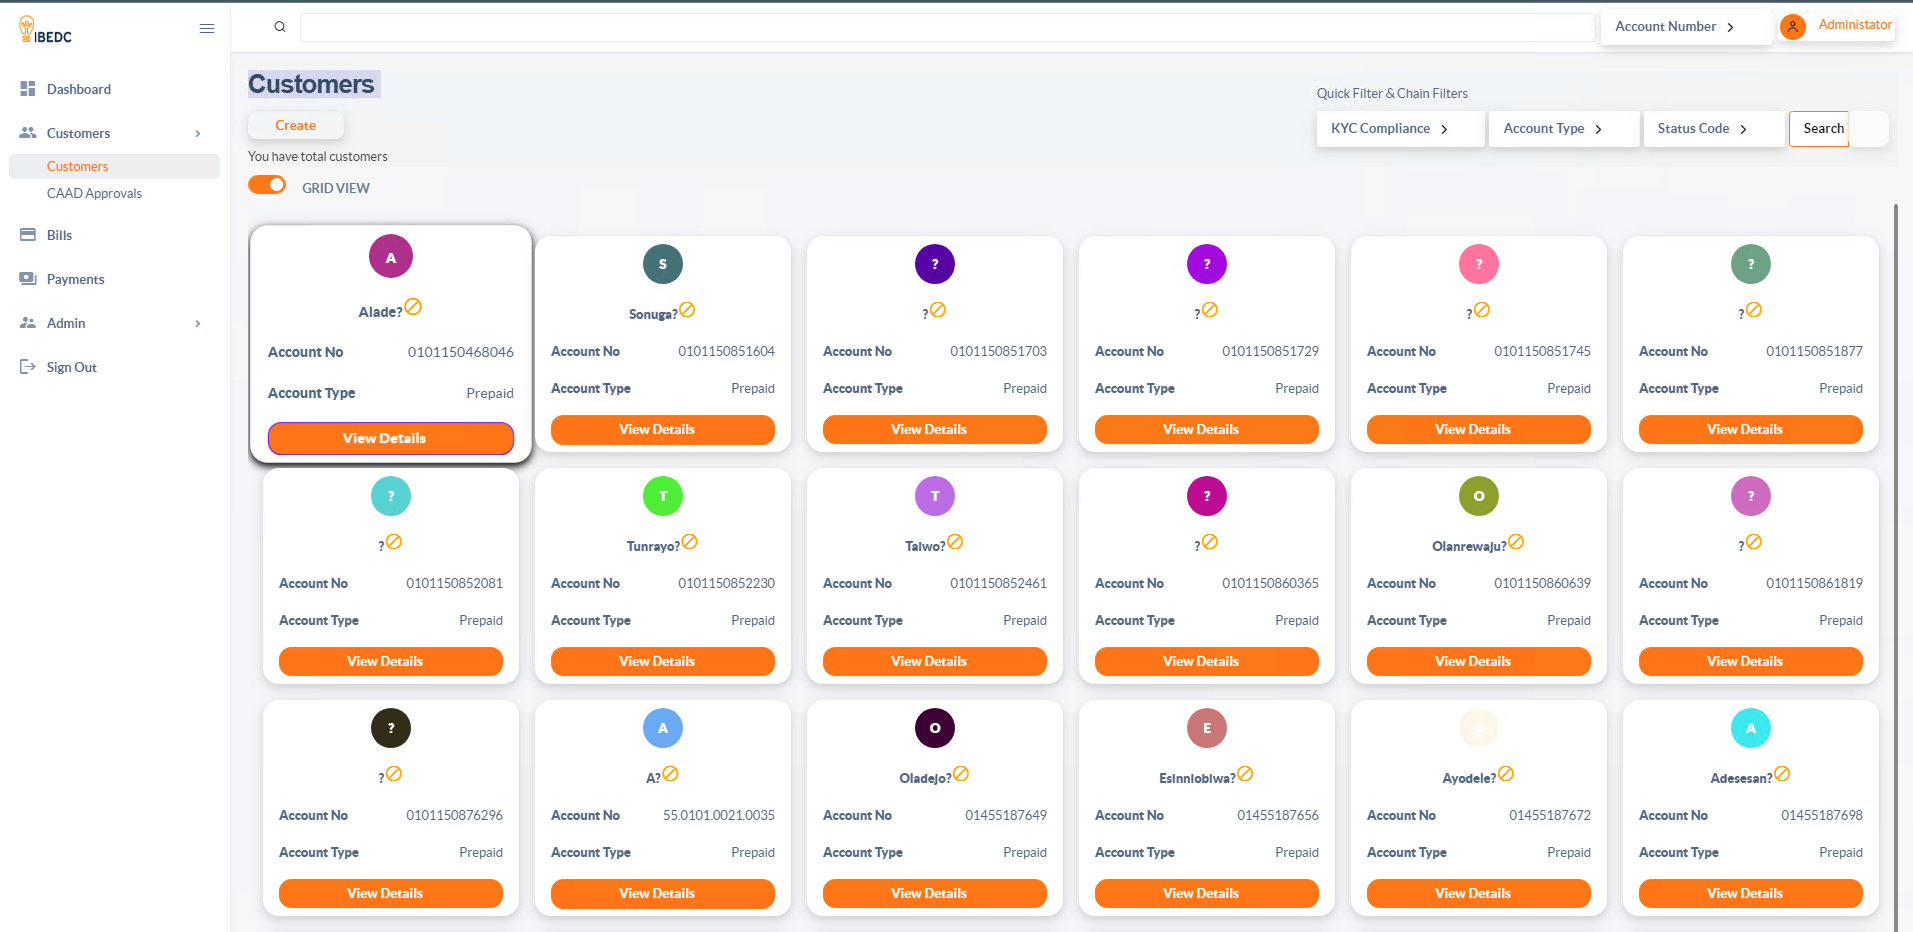 IBEDC
Account Number
Administator
Dashboard
Customers
Customers
CAAD Approvals
Bills
Payments
Admin
Sign Out
Customers
Create
You have total customers
GRID VIEW
Quick Filter & Chain Filters
KYC Compliance
Account Type
Status Code
Search
A S ? ? ? ?
Alade? Sonuga? ? ? ? ?
Account No 0101150468046 Account No 0101150851604 Account No 0101150851703 Account No 0101150851729 Account No 0101150851745 Account No 0101150851877
Account Type Prepaid Account Type Prepaid Account Type Prepaid Account Type Prepaid Account Type Prepaid Account Type Prepaid
View Details View Details View Details View Details View Details View Details
? T T ? O ?
? Tunrayo? Taiwo? ? Olanrewaju? ?
Account No 0101150852081 Account No 0101150852230 Account No 0101150852461 Account No 0101150860365 Account No 0101150860639 Account No 0101150861819
Account Type Prepaid Account Type Prepaid Account Type Prepaid Account Type Prepaid Account Type Prepaid Account Type Prepaid
View Details View Details View Details View Details View Details View Details
? A O E A A
? A? Oladejo? Esinniobiwa? Ayodele? Adesesan?
Account No 0101150876296 Account No 55.0101.0021.0035 Account No 01455187649 Account No 01455187656 Account No 01455187672 Account No 01455187698
Account Type Prepaid Account Type Prepaid Account Type Prepaid Account Type Prepaid Account Type Prepaid Account Type Prepaid
View Details View Details View Details View Details View Details View Details